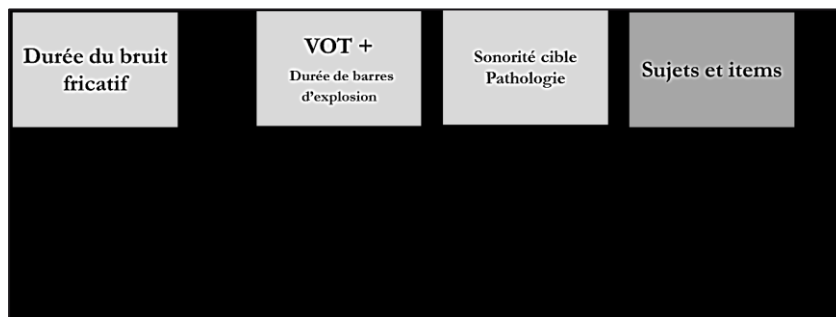 Durée du bruit
fricatif
VOT +
Durée de barres
d'explosion
Sonorité cible
Pathologie
Sujets et items